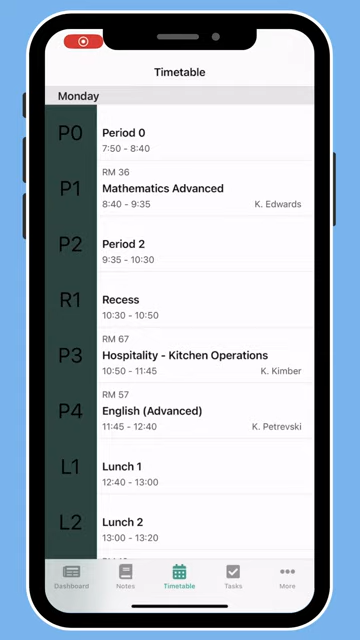 Timetable
Monday
P0
Period 0
7:50 - 8:40
P1
RM 36
Mathematics Advanced
8:40 - 9:35
K. Edwards
P2
Period 2
9:35 - 10:30
R1
Recess
10:30 - 10:50
P3
RM 67
Hospitality - Kitchen Operations
10:50 - 11:45
K. Kimber
P4
RM 57
English (Advanced)
11:45 - 12:40
K. Petrevski
L1
Lunch 1
12:40 - 13:00
L2
Lunch 2
13:00 - 13:20
Dashboard
Notes
Timetable
Tasks
More